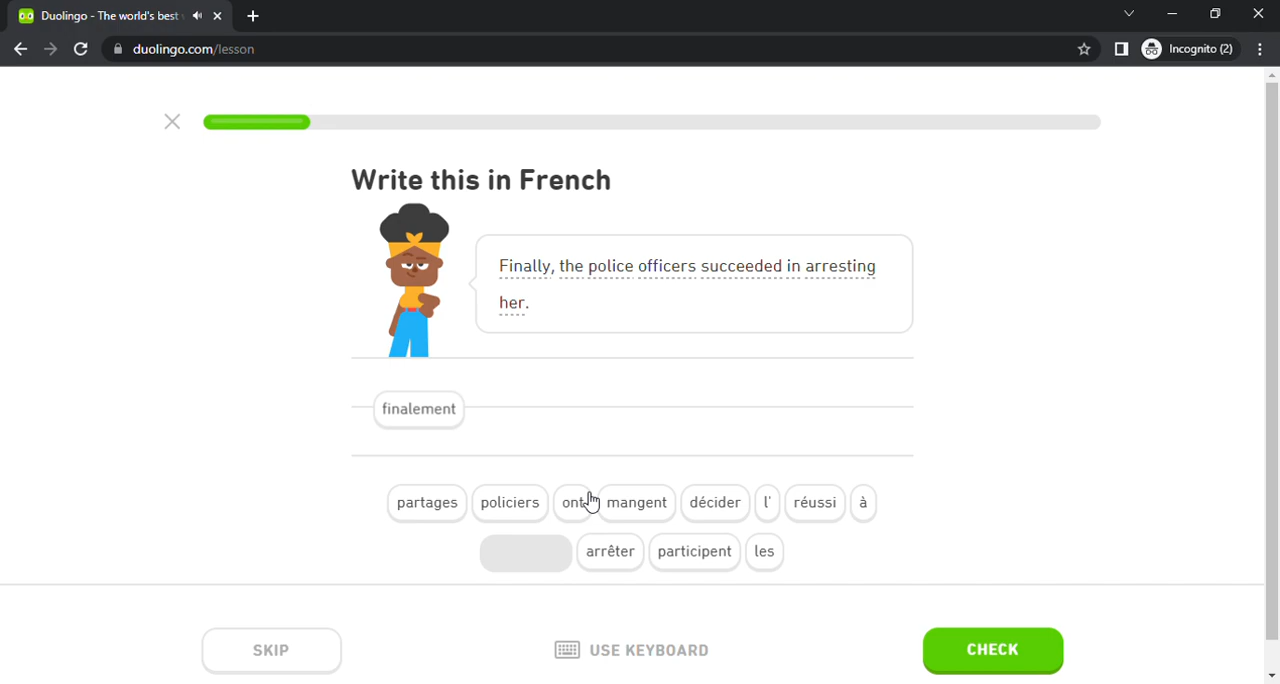 Duolingo - The world's best
duolingo.com/lesson
Incognito (2)
Write this in French
Finally, the police officers succeeded in arresting
her.
finalement
partages policiers ont mangent décider l' réussi à
arrêter participent les
SKIP USE KEYBOARD CHECK